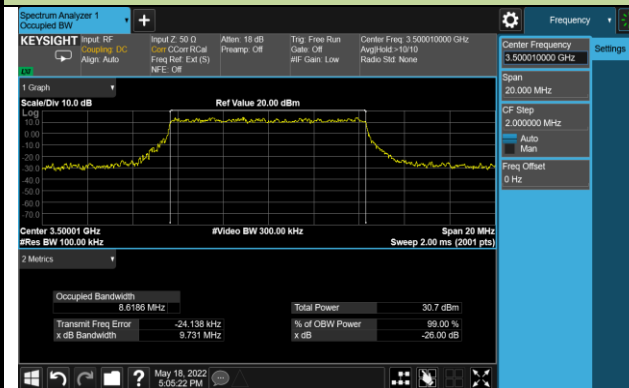 Spectrum Analyzer 1
Occupied BW
Frequency
KEYSIGHT
Input: RF
Coupling: DC
Align: Auto
Input Z: 50 Ω
Corr CCorr RCal
Freq Ref: Ext (S)
NFE: Off
Atten: 18 dB
Preamp: Off
Trig: Free Run
Gate: Off
#IF Gain: Low
Center Freq: 3.500010000 GHz
Avg|Hold:>10/10
Radio Std: None
Center Frequency
3.500010000 GHz
Settings
Span
20.000 MHz
CF Step
2.000000 MHz
Auto
Man
Freq Offset
0 Hz
1 Graph
Scale/Div 10.0 dB
Ref Value 20.00 dBm
Log
10.0
0.00
-10.0
-20.0
-30.0
-40.0
-50.0
-60.0
-70.0
Center 3.50001 GHz
#Video BW 300.00 kHz
Span 20 MHz
#Res BW 100.00 kHz
Sweep 2.00 ms (2001 pts)
2 Metrics
Occupied Bandwidth
8.6186 MHz
Total Power 30.7 dBm
Transmit Freq Error -24.138 kHz
% of OBW Power 99.00 %
x dB Bandwidth 9.731 MHz
x dB -26.00 dB
May 18, 2022
5:05:22 PM